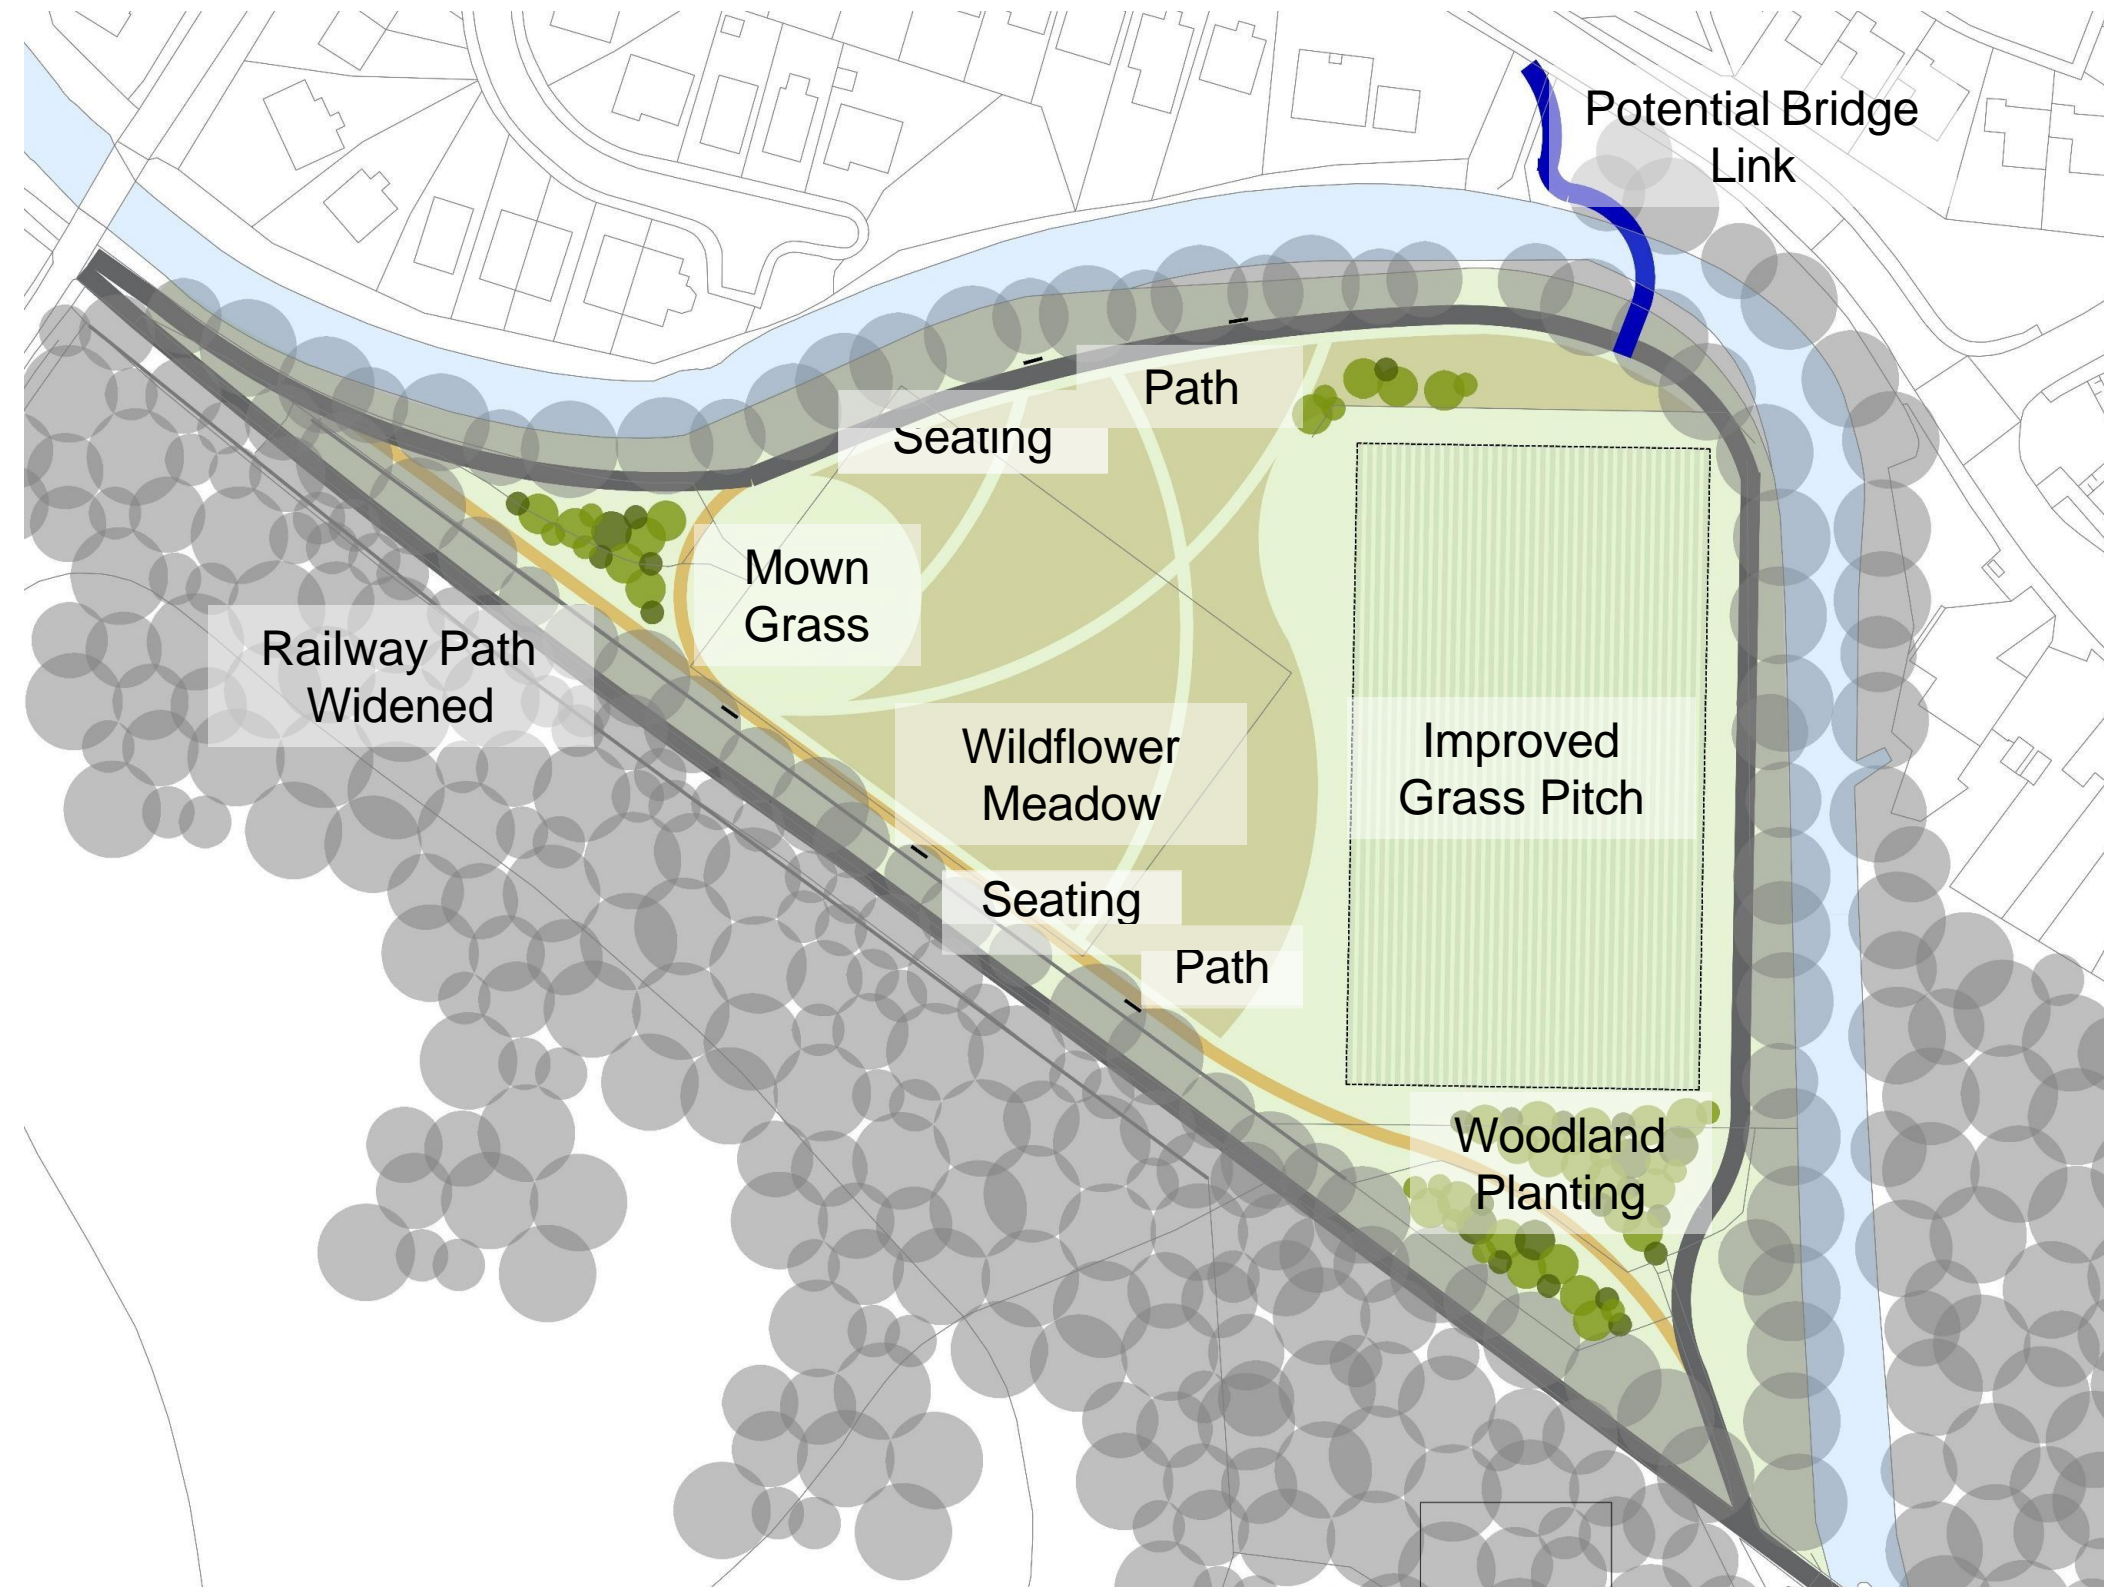 Potential Bridge
Link
Path
Seating
Mown
Grass
Railway Path
Widened
Wildflower
Meadow
Improved
Grass Pitch
Seating
Path
Woodland
Planting